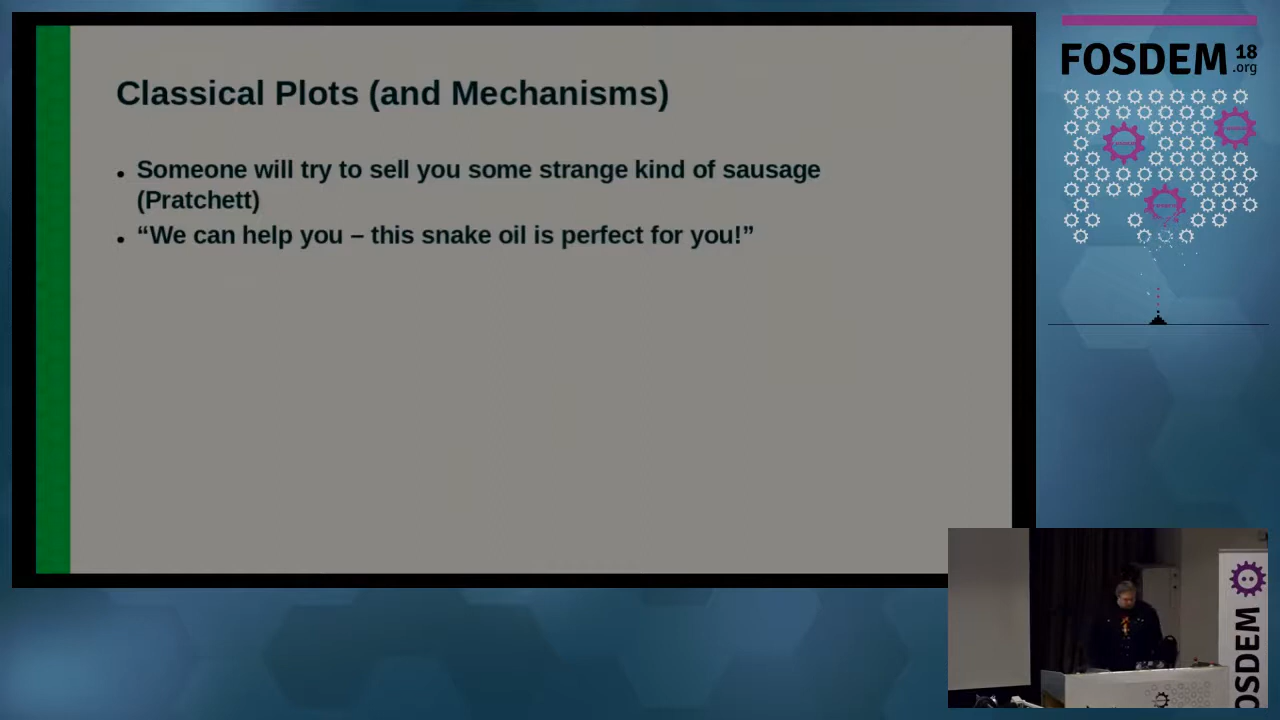 Classical Plots (and Mechanisms)
Someone will try to sell you some strange kind of sausage
(Pratchett)
“We can help you – this snake oil is perfect for you!”
FOSDEM 18
.org
OSDEM